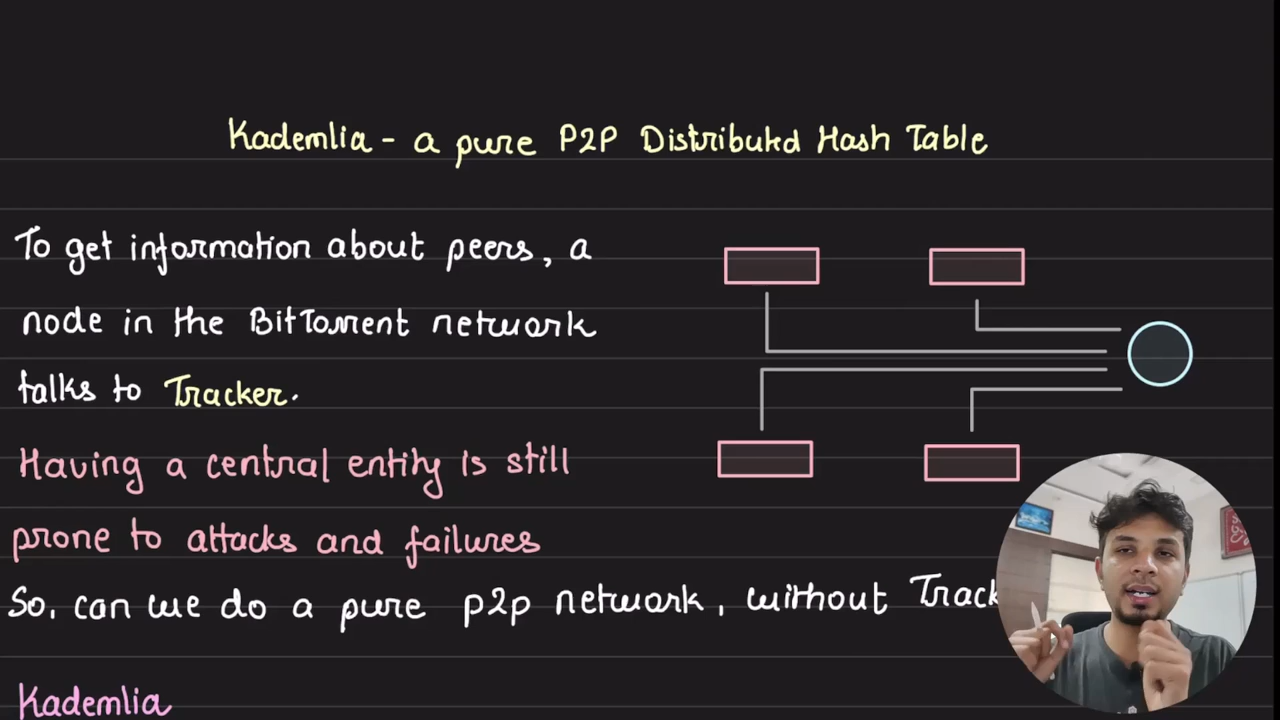 Kademlia - a pure P2P Distributed Hash Table
To get information about peers, a
node in the BitTorrent network
talks to Tracker.
Having a central entity is still
prone to attacks and failures
So, can we do a pure p2p network, without Track
Kademlia